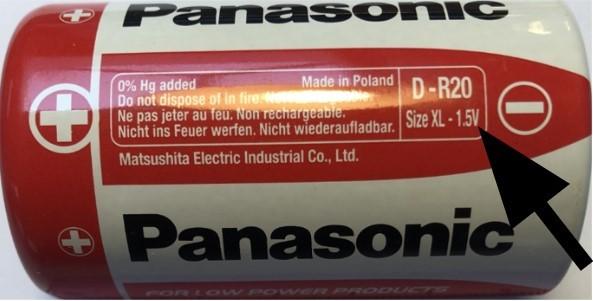 Panasonic
0% Hg added Made in Poland
Do not dispose of in fire.
Ne pas jeter au feu. Non rechargeable.
Nicht ins Feuer werfen. Nicht wiederaufladbar.
D-R20
Size XL - 1.5V
Matsushita Electric Industrial Co., Ltd.
Panasonic
FOR LOW POWER PRODUCTS